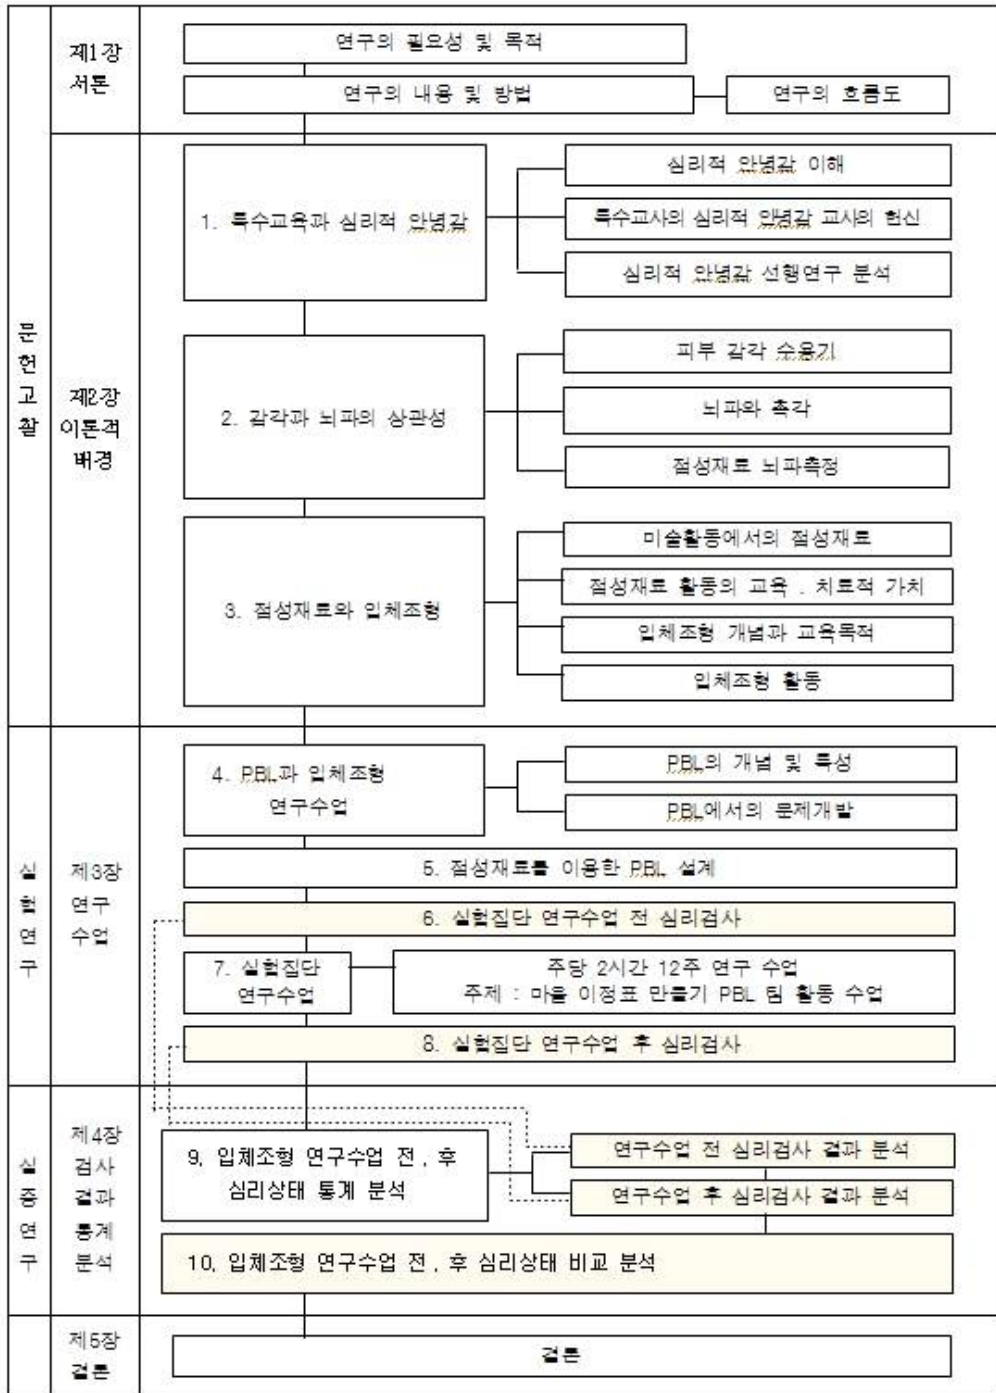 문헌고찰
제1장
서론
연구의 필요성 및 목적
연구의 내용 및 방법
연구의 흐름도
제2장
이론적
배경
1. 특수교육과 심리적 안녕감
심리적 안녕감 이해
특수교사의 심리적 안녕감 교사의 헌신
심리적 안녕감 선행연구 분석
2. 감각과 뇌파의 상관성
피부 감각 수용기
뇌파와 촉각
점성재료 뇌파측정
3. 점성재료와 입체조형
미술활동에서의 점성재료
점성재료 활동의 교육 . 치료적 가치
입체조형 개념과 교육목적
입체조형 활동
실험연구
제3장
연구
수업
4. PBL과 입체조형
연구수업
PBL의 개념 및 특성
PBL에서의 문제개발
5. 점성재료를 이용한 PBL 설계
6. 실험집단 연구수업 전 심리검사
7. 실험집단
연구수업
주당 2시간 12주 연구 수업
주제 : 마을 이정표 만들기 PBL 팀 활동 수업
8. 실험집단 연구수업 후 심리검사
실증연구
제4장
검사
결과
통계
분석
9, 입체조형 연구수업 전 , 후
심리상태 통계 분석
연구수업 전 심리검사 결과 분석
연구수업 후 심리검사 결과 분석
10, 입체조형 연구수업 전 , 후 심리상태 비교 분석
제5장
결론
결론